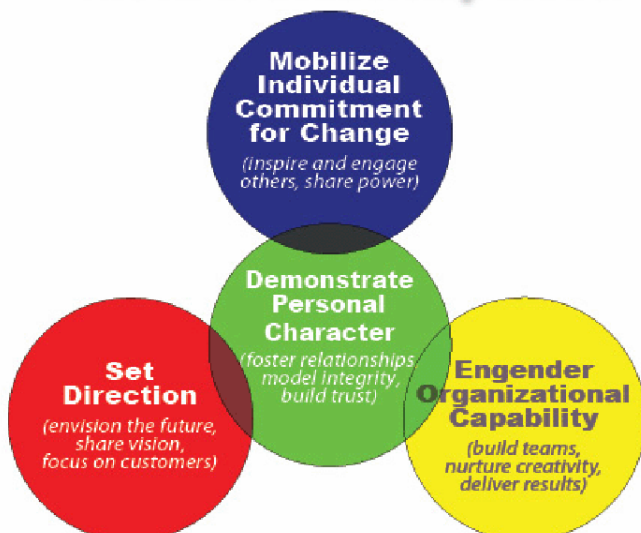 Mobilize
Individual
Commitment
for Change
(inspire and engage
others, share power)
Demonstrate
Personal
Character
(foster relationships,
model integrity,
build trust)
Set
Direction
(envision the future,
share vision,
focus on customers)
Engender
Organizational
Capability
(build teams,
nurture creativity,
deliver results)